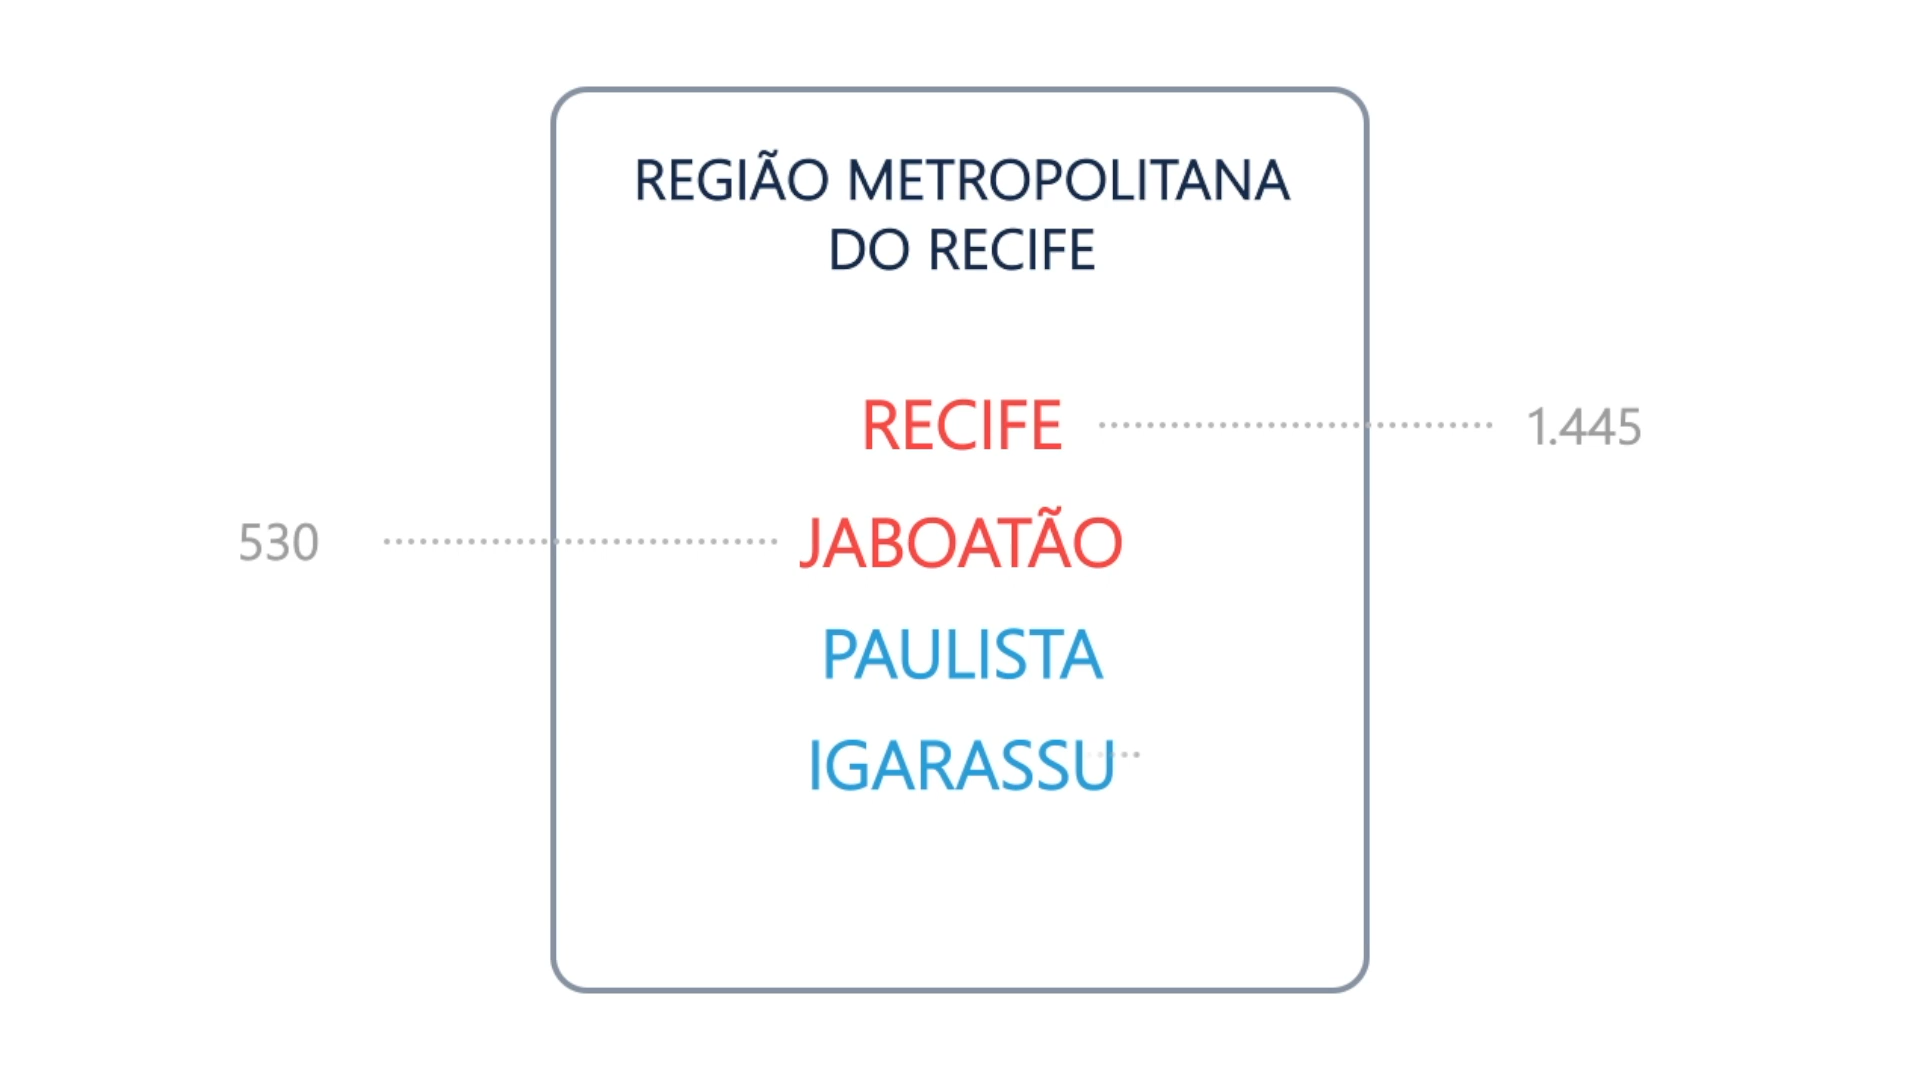 REGIÃO METROPOLITANA
DO RECIFE
RECIFE 1.445
530 JABOATÃO
PAULISTA
IGARASSU